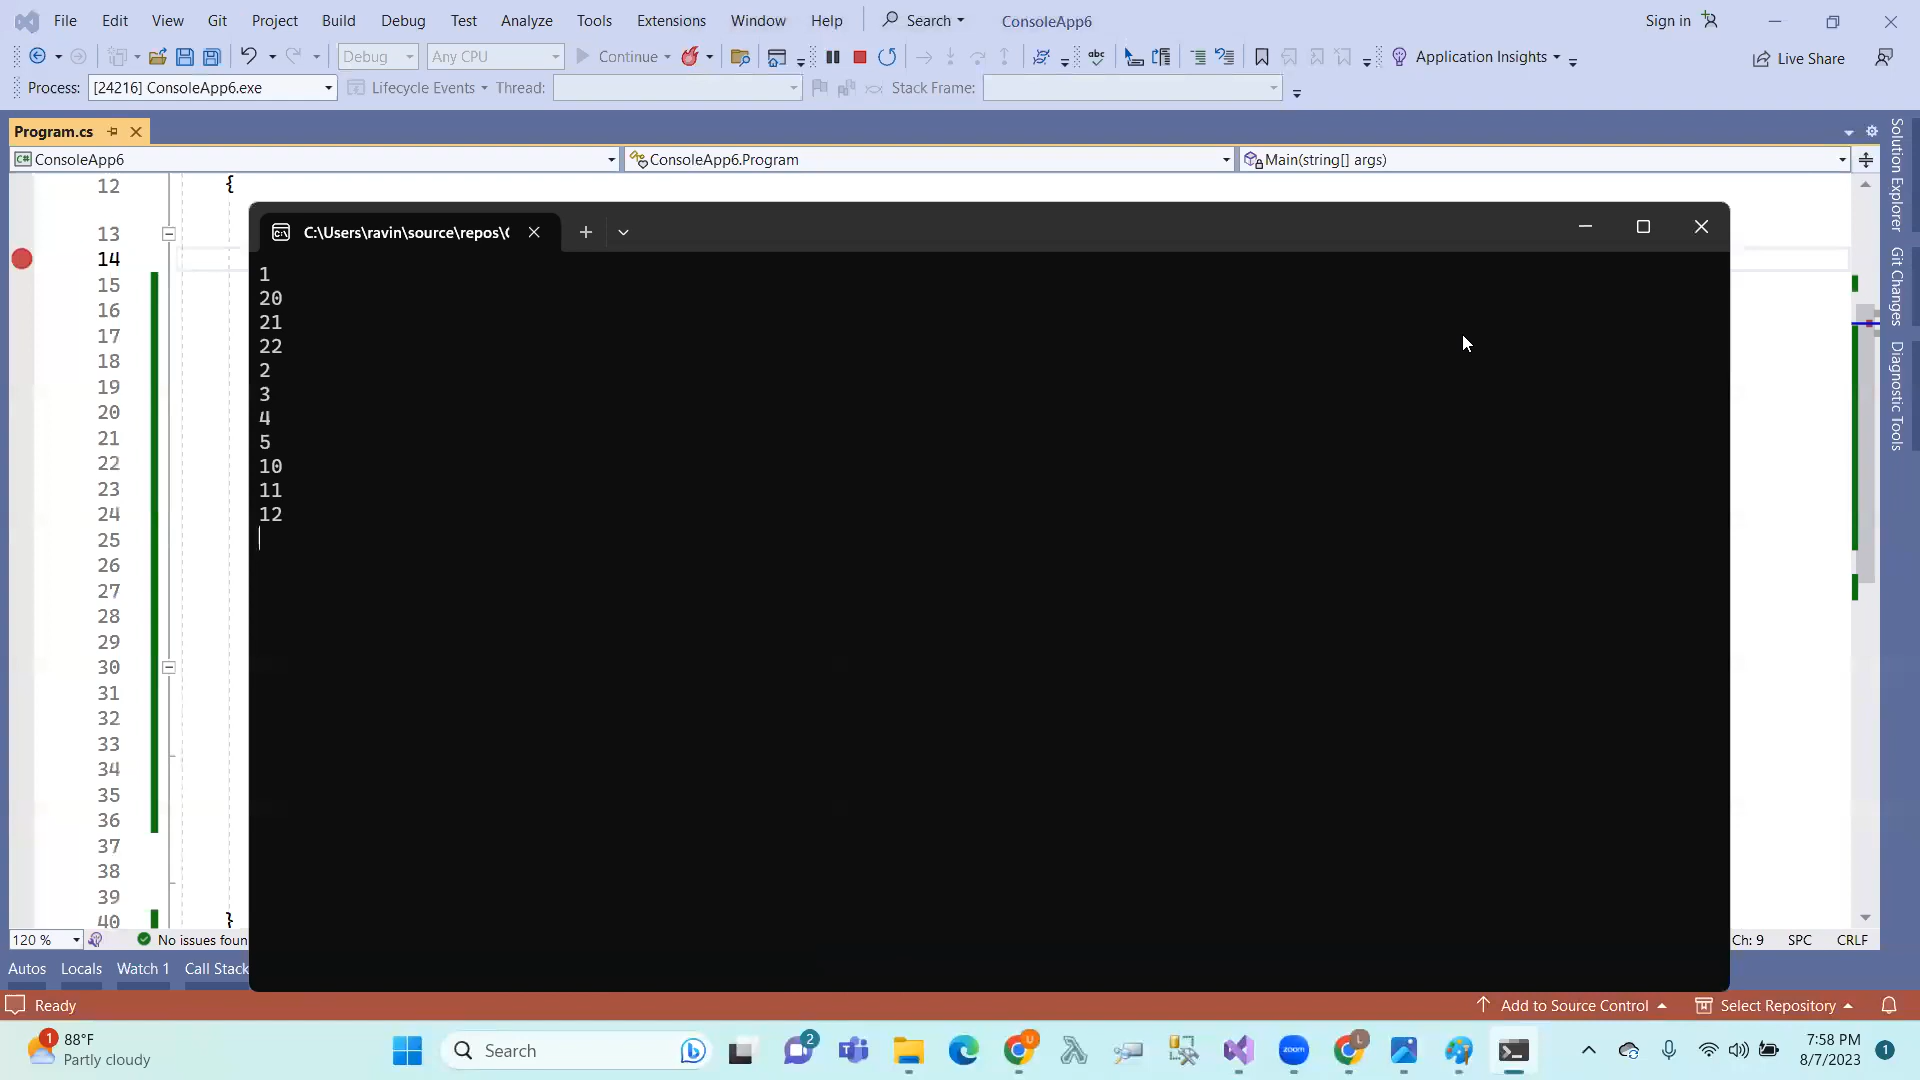 File Edit View Git Project Build Debug Test Analyze Tools Extensions Window Help Search ConsoleApp6 Sign in
Debug Any CPU Continue abc Application Insights Live Share
Process: [24216] ConsoleApp6.exe Lifecycle Events Thread: Stack Frame:
Program.cs
C# ConsoleApp6 ConsoleApp6.Program Main(string[] args)
12 {
13
14
15
16
17
18
19
20
21
22
23
24
25
26
27
28
29
30
31
32
33
34
35
36
37
38
39
40 }
C:\Users\ravin\source\repos\C
1
20
21
22
2
3
4
5
10
11
12
Solution Explorer
Git Changes
Diagnostic Tools
120 % No issues foun Ch: 9 SPC CRLF
Autos Locals Watch 1 Call Stack
Ready Add to Source Control Select Repository
1 88°F
Partly cloudy
Search
2
U
zoom
L
7:58 PM
8/7/2023
1